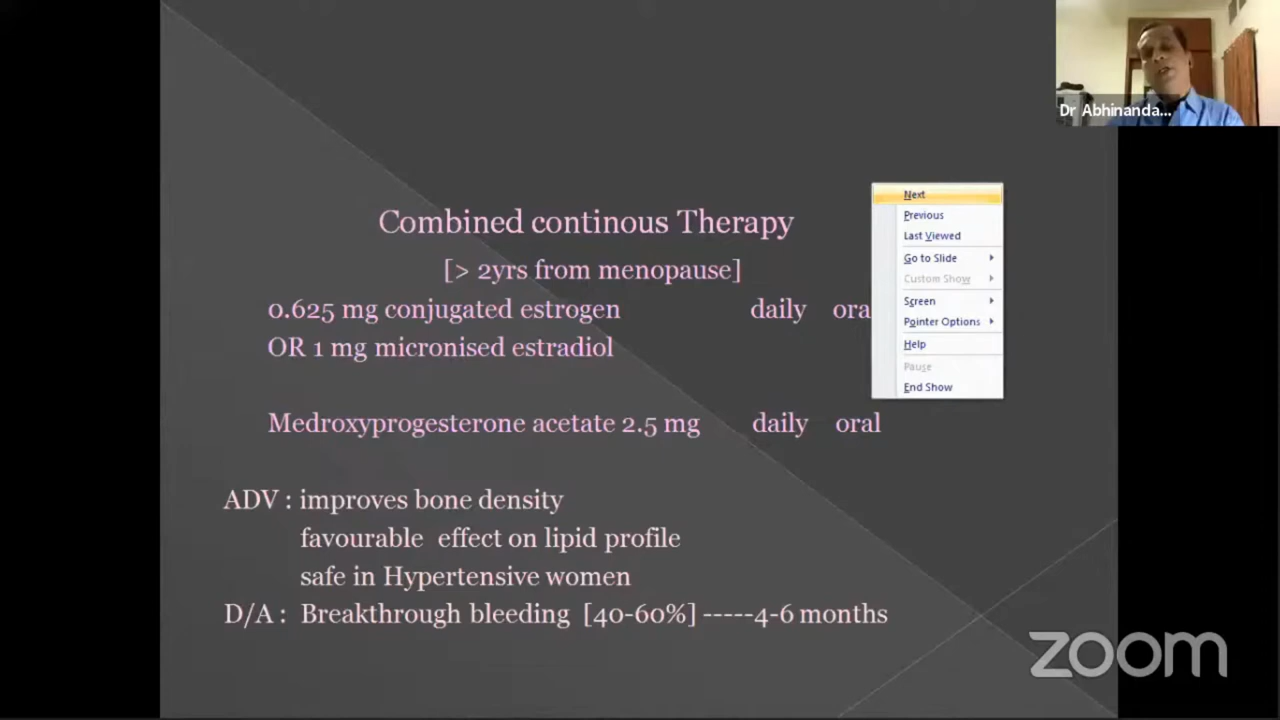 Dr Abhinanda...
Combined continous Therapy
[> 2yrs from menopause]
0.625 mg conjugated estrogen daily ora
OR 1 mg micronised estradiol
Medroxyprogesterone acetate 2.5 mg daily oral
ADV : improves bone density
favourable effect on lipid profile
safe in Hypertensive women
D/A : Breakthrough bleeding [40-60%] -----4-6 months
Next
Previous
Last Viewed
Go to Slide
Custom Show
Screen
Pointer Options
Help
Pause
End Show
zoom